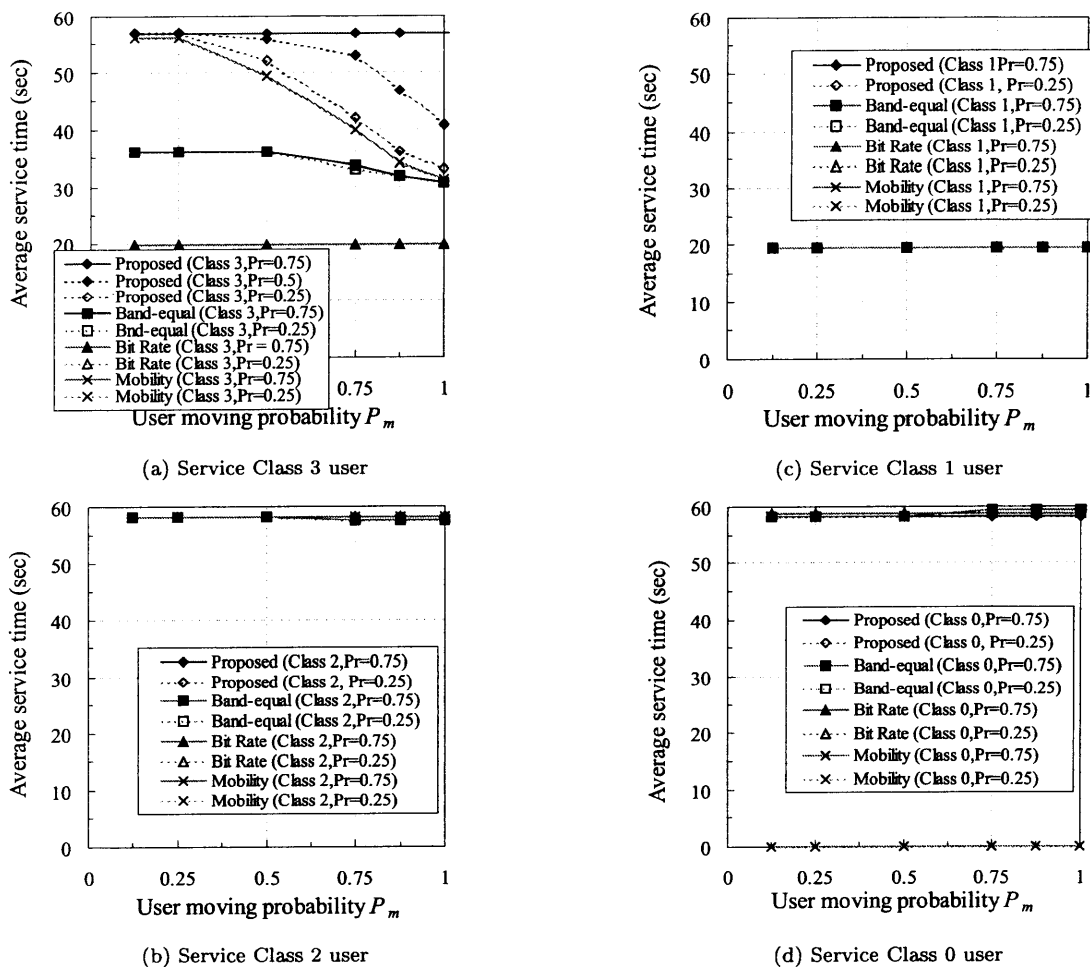 60
50
40
30
20
Average service time (sec)
Proposed (Class 3,Pr=0.75)
Proposed (Class 3,Pr=0.5)
Proposed (Class 3,Pr=0.25)
Band-equal (Class 3,Pr=0.75)
Bnd-equal (Class 3,Pr=0.25)
Bit Rate (Class 3,Pr = 0.75)
Bit Rate (Class 3,Pr=0.25)
Mobility (Class 3,Pr=0.75)
Mobility (Class 3,Pr=0.25)
0.75 1
User moving probability Pm
(a) Service Class 3 user
60
50
40
30
20
10
0
Average service time (sec)
Proposed (Class 1Pr=0.75)
Proposed (Class 1, Pr=0.25)
Band-equal (Class 1,Pr=0.75)
Band-equal (Class 1,Pr=0.25)
Bit Rate (Class 1,Pr=0.75)
Bit Rate (Class 1,Pr=0.25)
Mobility (Class 1,Pr=0.75)
Mobility (Class 1,Pr=0.25)
0 0.25 0.5 0.75 1
User moving probability Pm
(c) Service Class 1 user
60
50
40
30
20
10
0
Average service time (sec)
Proposed (Class 2,Pr=0.75)
Proposed (Class 2, Pr=0.25)
Band-equal (Class 2,Pr=0.75)
Band-equal (Class 2,Pr=0.25)
Bit Rate (Class 2,Pr=0.75)
Bit Rate (Class 2,Pr=0.25)
Mobility (Class 2,Pr=0.75)
Mobility (Class 2,Pr=0.25)
0 0.25 0.5 0.75 1
User moving probability Pm
(b) Service Class 2 user
60
50
40
30
20
10
0
Average service time (sec)
Proposed (Class 0,Pr=0.75)
Proposed (Class 0, Pr=0.25)
Band-equal (Class 0,Pr=0.75)
Band-equal (Class 0,Pr=0.25)
Bit Rate (Class 0,Pr=0.75)
Bit Rate (Class 0,Pr=0.25)
Mobility (Class 0,Pr=0.75)
Mobility (Class 0,Pr=0.25)
0 0.25 0.5 0.75 1
User moving probability Pm
(d) Service Class 0 user